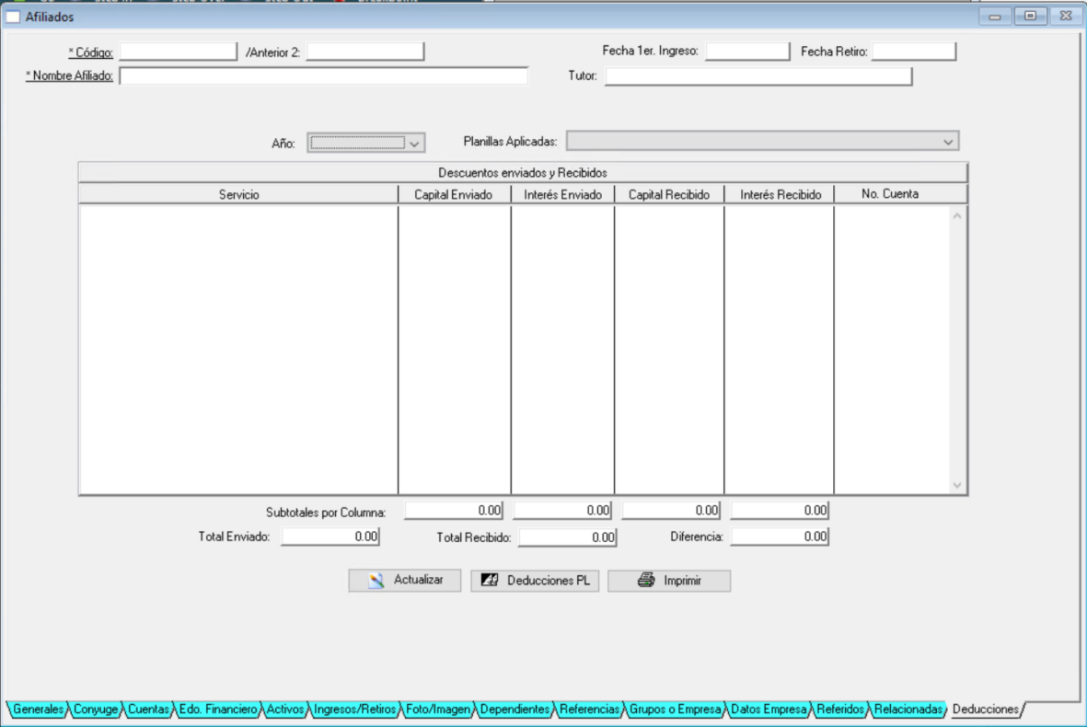 Afiliados
* Código: /Anterior 2: Fecha 1er. Ingreso: Fecha Retiro:
* Nombre Afiliado: Tutor:
Año: Planillas Aplicadas:
Descuentos enviados y Recibidos
Servicio Capital Enviado Interés Enviado Capital Recibido Interés Recibido No. Cuenta
Subtotales por Columna: 0.00 0.00 0.00 0.00
Total Enviado: 0.00 Total Recibido: 0.00 Diferencia: 0.00
Actualizar Deducciones PL Imprimir
Generales Conyuge Cuentas Edo. Financiero Activos Ingresos/Retiros Foto/Imagen Dependientes Referencias Grupos o Empresa Datos Empresa Referidos Relacionadas Deducciones